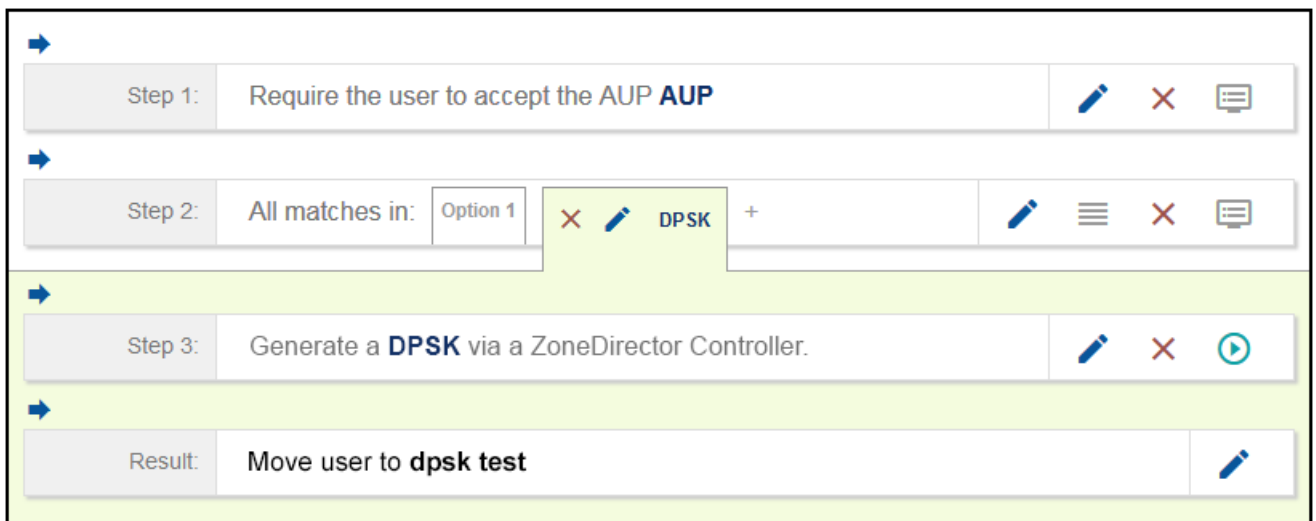 Step 1: Require the user to accept the AUP AUP
Step 2: All matches in: Option 1 DPSK +
Step 3: Generate a DPSK via a ZoneDirector Controller.
Result: Move user to dpsk test